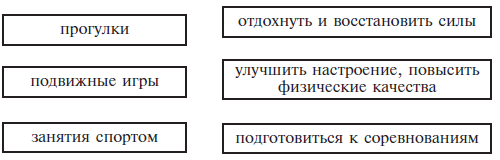 прогулки
отдохнуть и восстановить силы
подвижные игры
улучшить настроение, повысить
физические качества
занятия спортом
подготовиться к соревнованиям